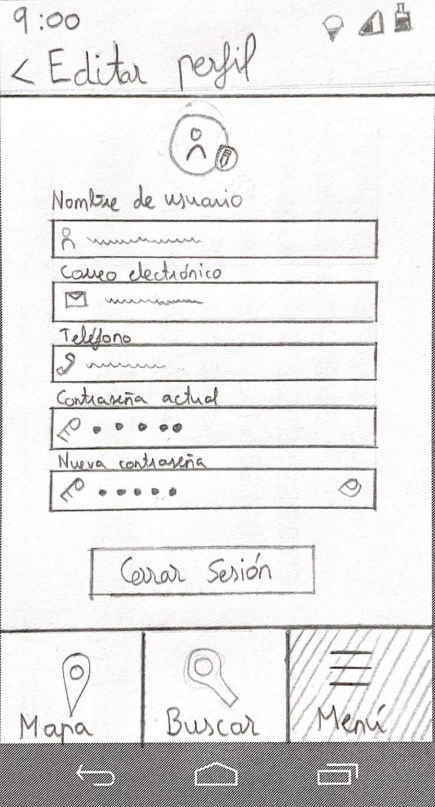 9:00
< Editar perfil
Nombre de usuario
Correo electrónico
Teléfono
Contraseña actual
Nueva contraseña
Cerrar Sesión
Mapa
Buscar
Menú